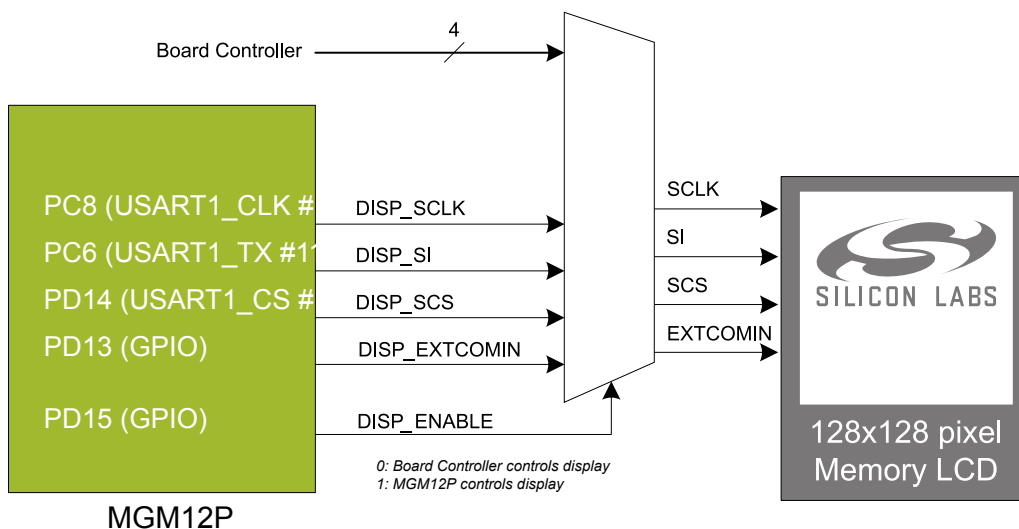 4
Board Controller
PC8 (USART1_CLK #
DISP_SCLK
SCLK
PC6 (USART1_TX #11
DISP_SI
SI
PD14 (USART1_CS #
DISP_SCS
SCS
PD13 (GPIO)
DISP_EXTCOMIN
EXTCOMIN
PD15 (GPIO)
DISP_ENABLE
0: Board Controller controls display
1: MGM12P controls display
SILICON LABS
128x128 pixel
Memory LCD
MGM12P